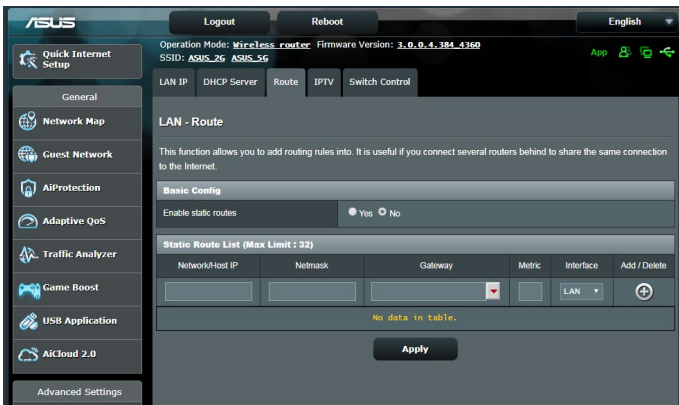 ASUS
Logout
Reboot
English
Quick Internet
Setup
Operation Mode: Wireless router Firmware Version: 3.0.0.4.384_4360
SSID: ASUS_2G ASUS_5G
App
LAN IP DHCP Server Route IPTV Switch Control
General
Network Map
Guest Network
AiProtection
Adaptive QoS
Traffic Analyzer
Game Boost
USB Application
AiCloud 2.0
Advanced Settings
LAN - Route
This function allows you to add routing rules into. It is useful if you connect several routers behind to share the same connection
to the Internet.
Basic Config
Enable static routes Yes No
Static Route List (Max Limit : 32)
Network/Host IP Netmask Gateway Metric Interface Add / Delete
LAN
No data in table.
Apply